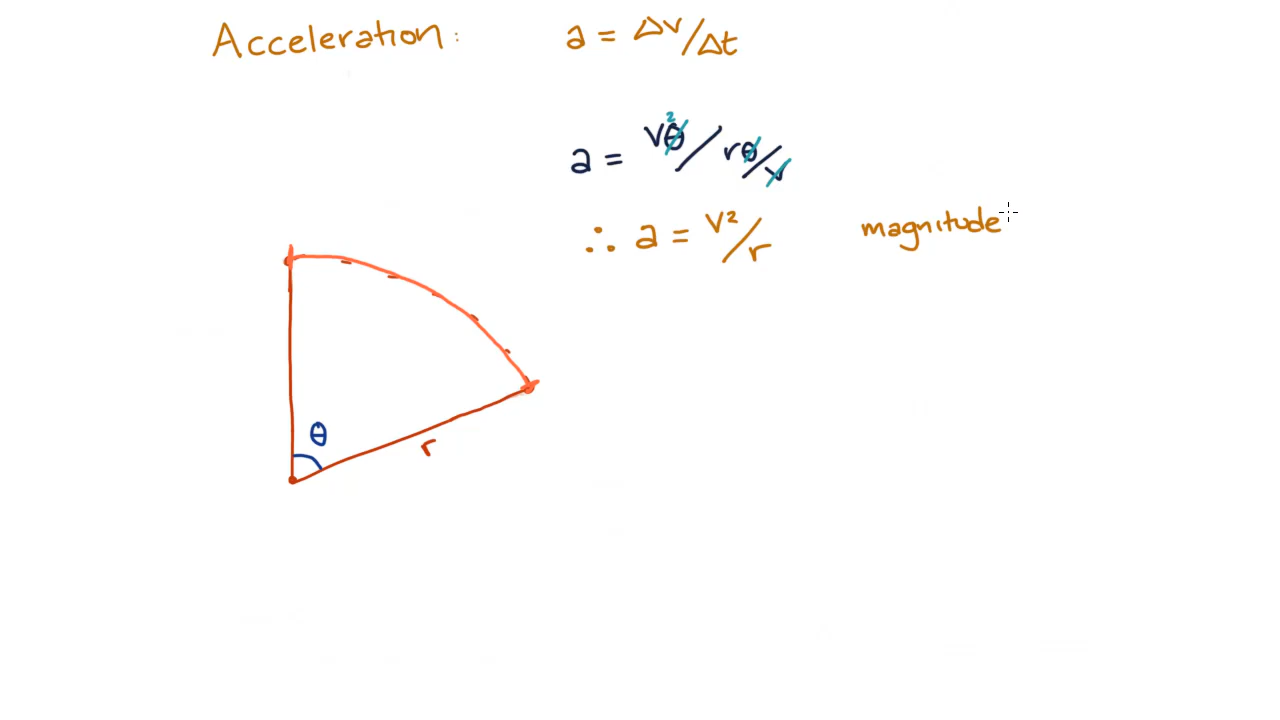 Acceleration: a = Δv/Δt
a = vθ²/rθ/v
∴ a = v²/r magnitude
θ
r